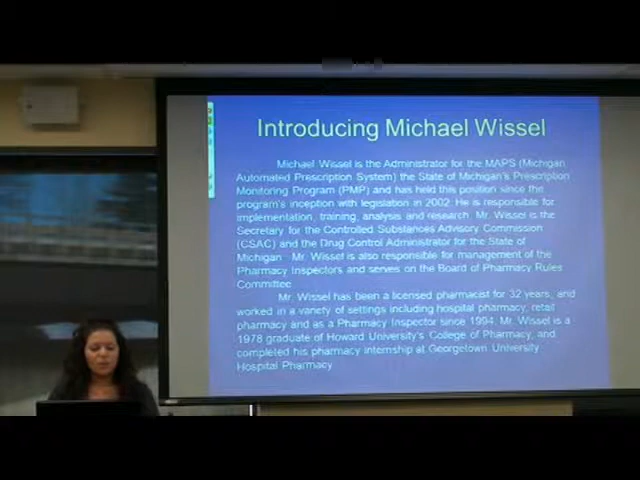 Introducing Michael Wissel
Michael Wissel is the Administrator for the MAPS (Michigan
Automated Prescription System) the State of Michigan's Prescription
Monitoring Program (PMP) and has held this position since the
program's inception with legislation in 2002. He is responsible for
implementation, training, analysis and research. Mr. Wissel is the
Secretary for the Controlled Substances Advisory Commission
(CSAC) and the Drug Control Administrator for the State of
Michigan. Mr. Wissel is also responsible for management of the
Pharmacy Inspectors and serves on the Board of Pharmacy Rules
Committee
Mr. Wissel has been a licensed pharmacist for 32 years, and
worked in a variety of settings including hospital pharmacy, retail
pharmacy and as a Pharmacy Inspector since 1994. Mr. Wissel is a
1978 graduate of Howard University's College of Pharmacy, and
completed his pharmacy internship at Georgetown University
Hospital Pharmacy